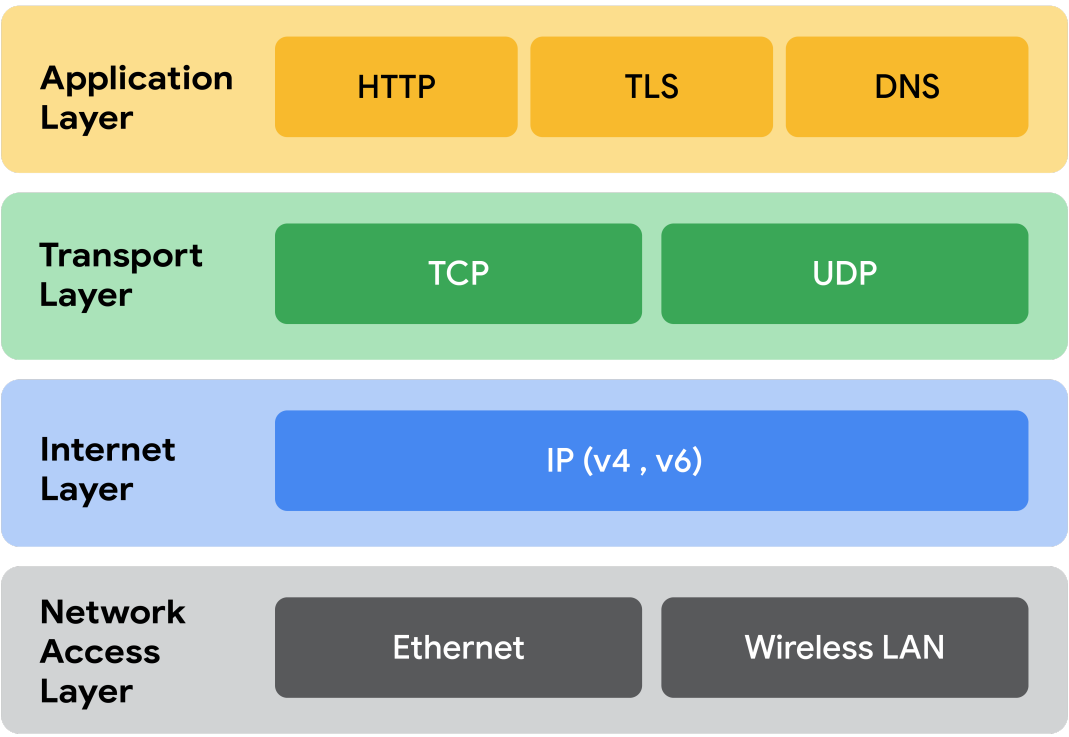 Application
Layer
HTTP
TLS
DNS
Transport
Layer
TCP
UDP
Internet
Layer
IP (v4 , v6)
Network
Access
Layer
Ethernet
Wireless LAN